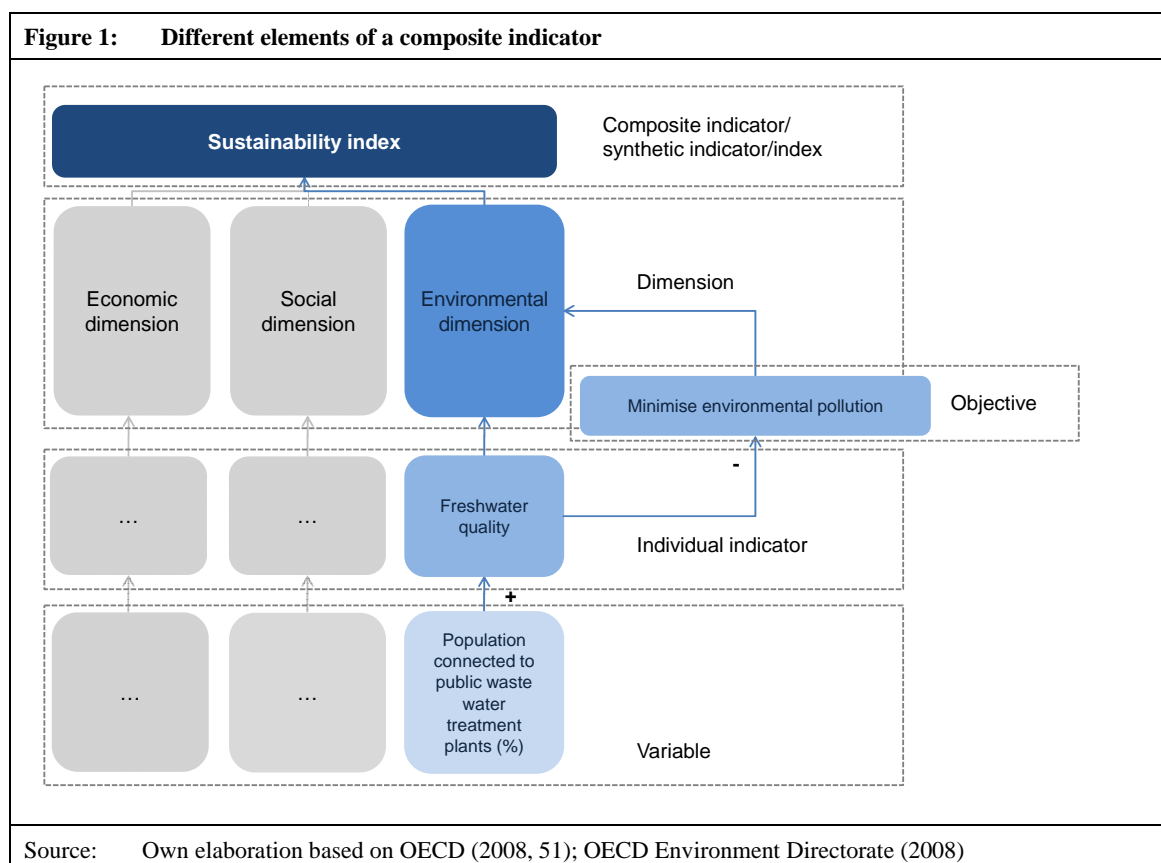 Figure 1: Different elements of a composite indicator
Sustainability index
Composite indicator/
synthetic indicator/index
Economic
dimension
Social
dimension
Environmental
dimension
Dimension
Minimise environmental pollution
Objective
-
…
…
Freshwater
quality
Individual indicator
+
…
…
Population
connected to
public waste
water
treatment
plants (%)
Variable
Source: Own elaboration based on OECD (2008, 51); OECD Environment Directorate (2008)